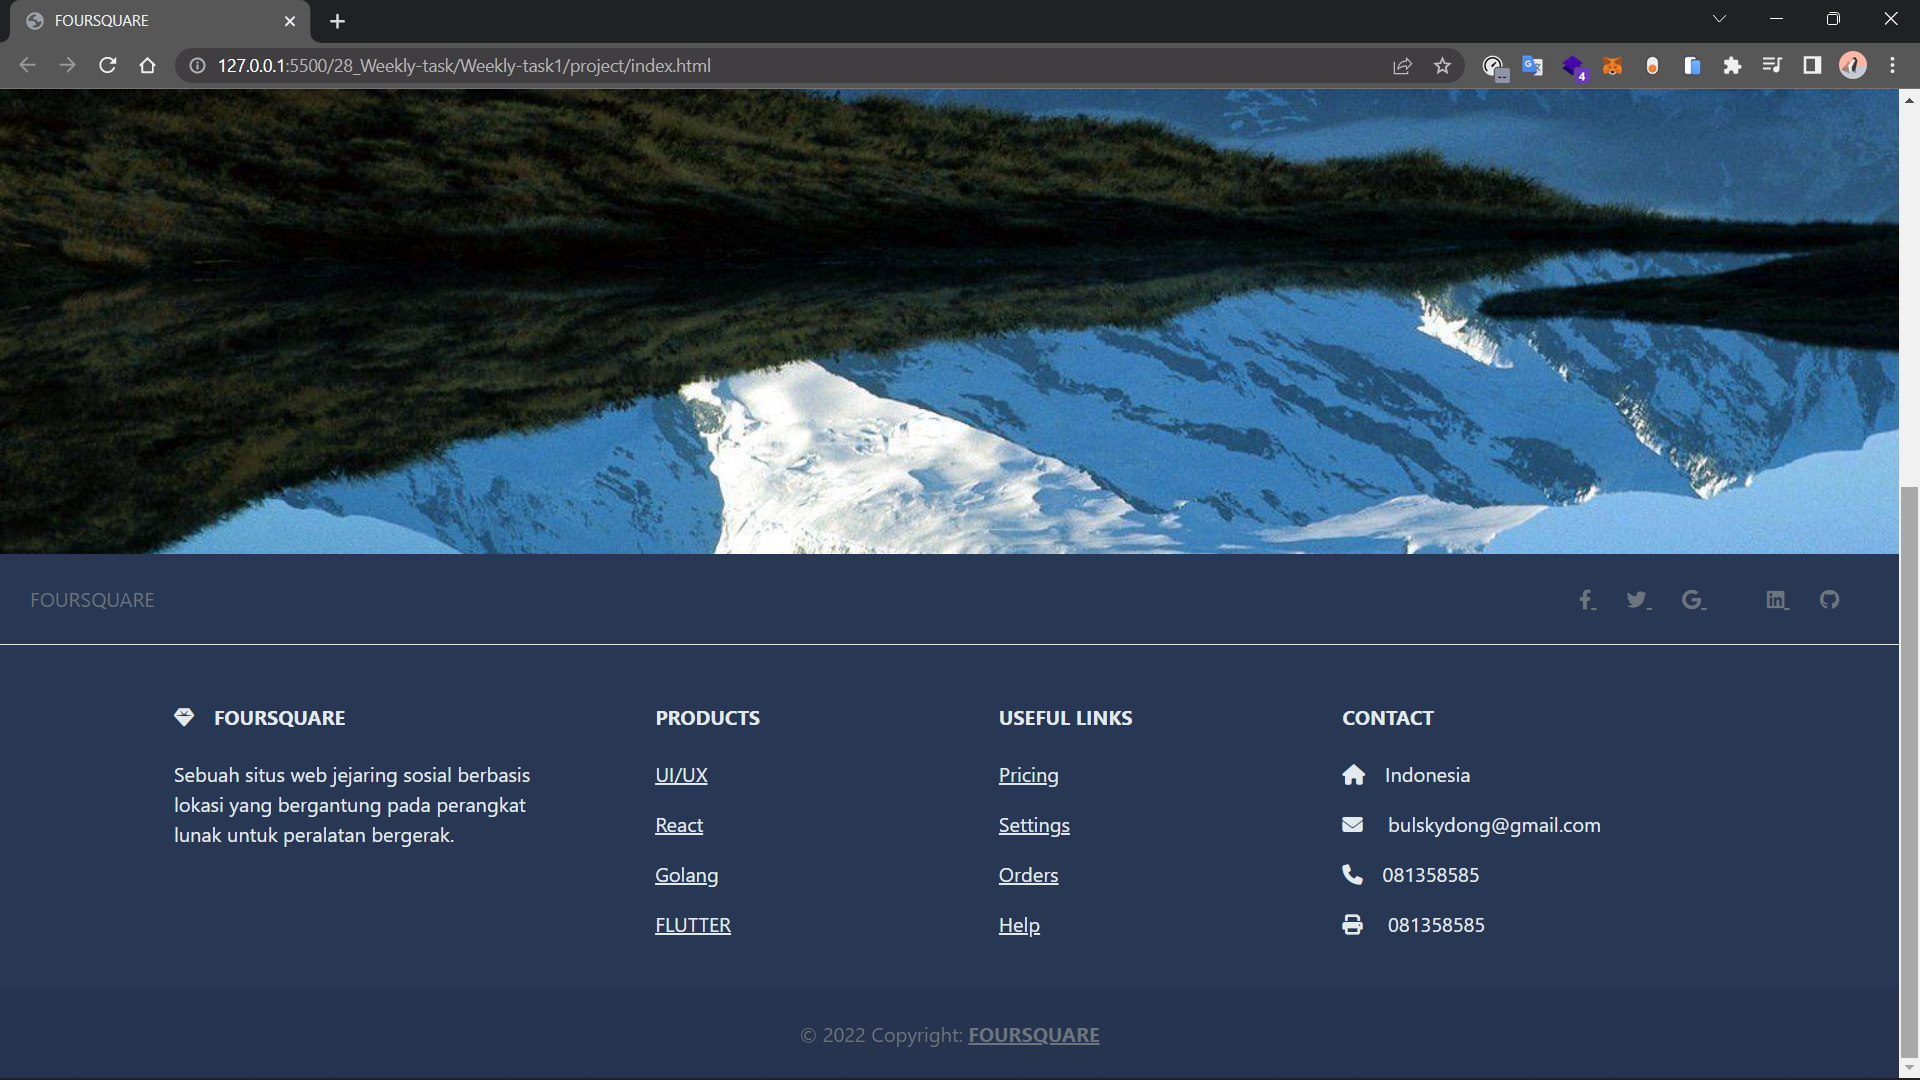 FOURSQUARE
127.0.0.1:5500/28_Weekly-task/Weekly-task1/project/index.html
4
FOURSQUARE
FOURSQUARE
Sebuah situs web jejaring sosial berbasis
lokasi yang bergantung pada perangkat
lunak untuk peralatan bergerak.
PRODUCTS
UI/UX
React
Golang
FLUTTER
USEFUL LINKS
Pricing
Settings
Orders
Help
CONTACT
Indonesia
bulskydong@gmail.com
081358585
081358585
© 2022 Copyright: FOURSQUARE